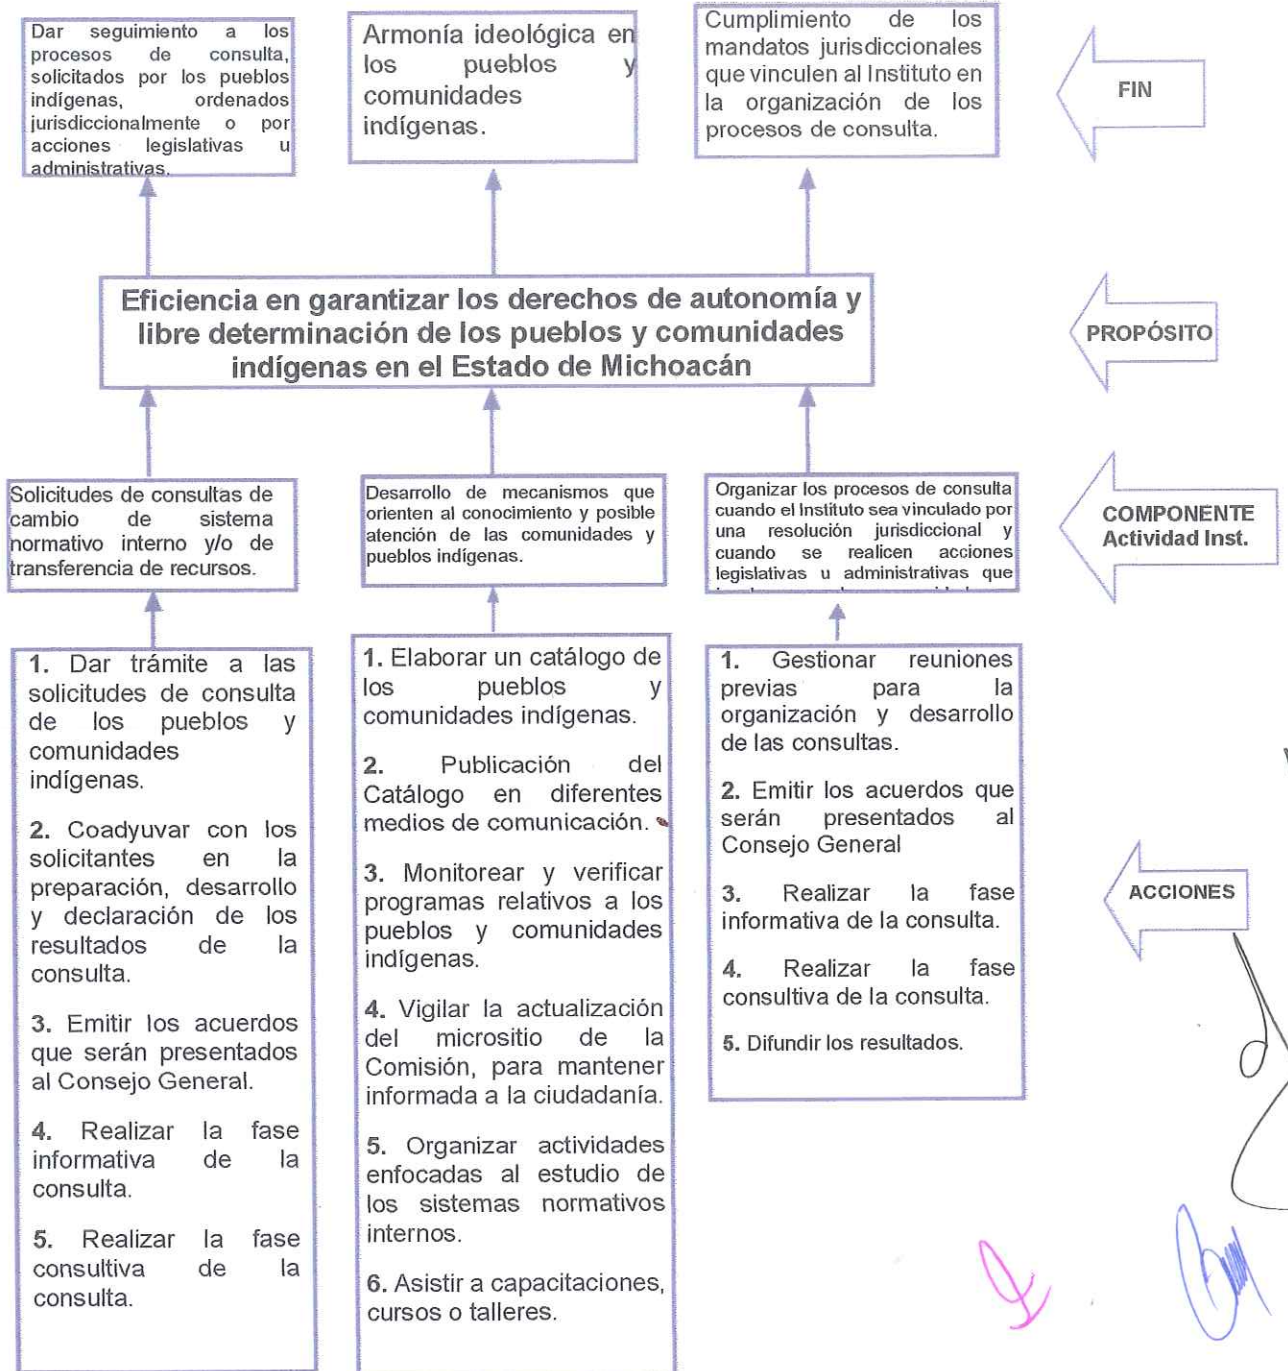 Dar seguimiento a los
procesos de consulta,
solicitados por los pueblos
indígenas, ordenados
jurisdiccionalmente o por
acciones legislativas u
administrativas.
Armonía ideológica en
los pueblos y
comunidades
indígenas.
Cumplimiento de los
mandatos jurisdiccionales
que vinculen al Instituto en
la organización de los
procesos de consulta.
FIN
Eficiencia en garantizar los derechos de autonomía y
libre determinación de los pueblos y comunidades
indígenas en el Estado de Michoacán
PROPÓSITO
Solicitudes de consultas de
cambio de sistema
normativo interno y/o de
transferencia de recursos.
Desarrollo de mecanismos que
orienten al conocimiento y posible
atención de las comunidades y
pueblos indígenas.
Organizar los procesos de consulta
cuando el Instituto sea vinculado por
una resolución jurisdiccional y
cuando se realicen acciones
legislativas u administrativas que
COMPONENTE
Actividad Inst.
1. Dar trámite a las
solicitudes de consulta
de los pueblos y
comunidades
indígenas.
2. Coadyuvar con los
solicitantes en la
preparación, desarrollo
y declaración de los
resultados de la
consulta.
3. Emitir los acuerdos
que serán presentados
al Consejo General.
4. Realizar la fase
informativa de la
consulta.
5. Realizar la fase
consultiva de la
consulta.
1. Elaborar un catálogo de
los pueblos y
comunidades indígenas.
2. Publicación del
Catálogo en diferentes
medios de comunicación.
3. Monitorear y verificar
programas relativos a los
pueblos y comunidades
indígenas.
4. Vigilar la actualización
del micrositio de la
Comisión, para mantener
informada a la ciudadanía.
5. Organizar actividades
enfocadas al estudio de
los sistemas normativos
internos.
6. Asistir a capacitaciones,
cursos o talleres.
1. Gestionar reuniones
previas para la
organización y desarrollo
de las consultas.
2. Emitir los acuerdos que
serán presentados al
Consejo General
3. Realizar la fase
informativa de la consulta.
4. Realizar la fase
consultiva de la consulta.
5. Difundir los resultados.
ACCIONES